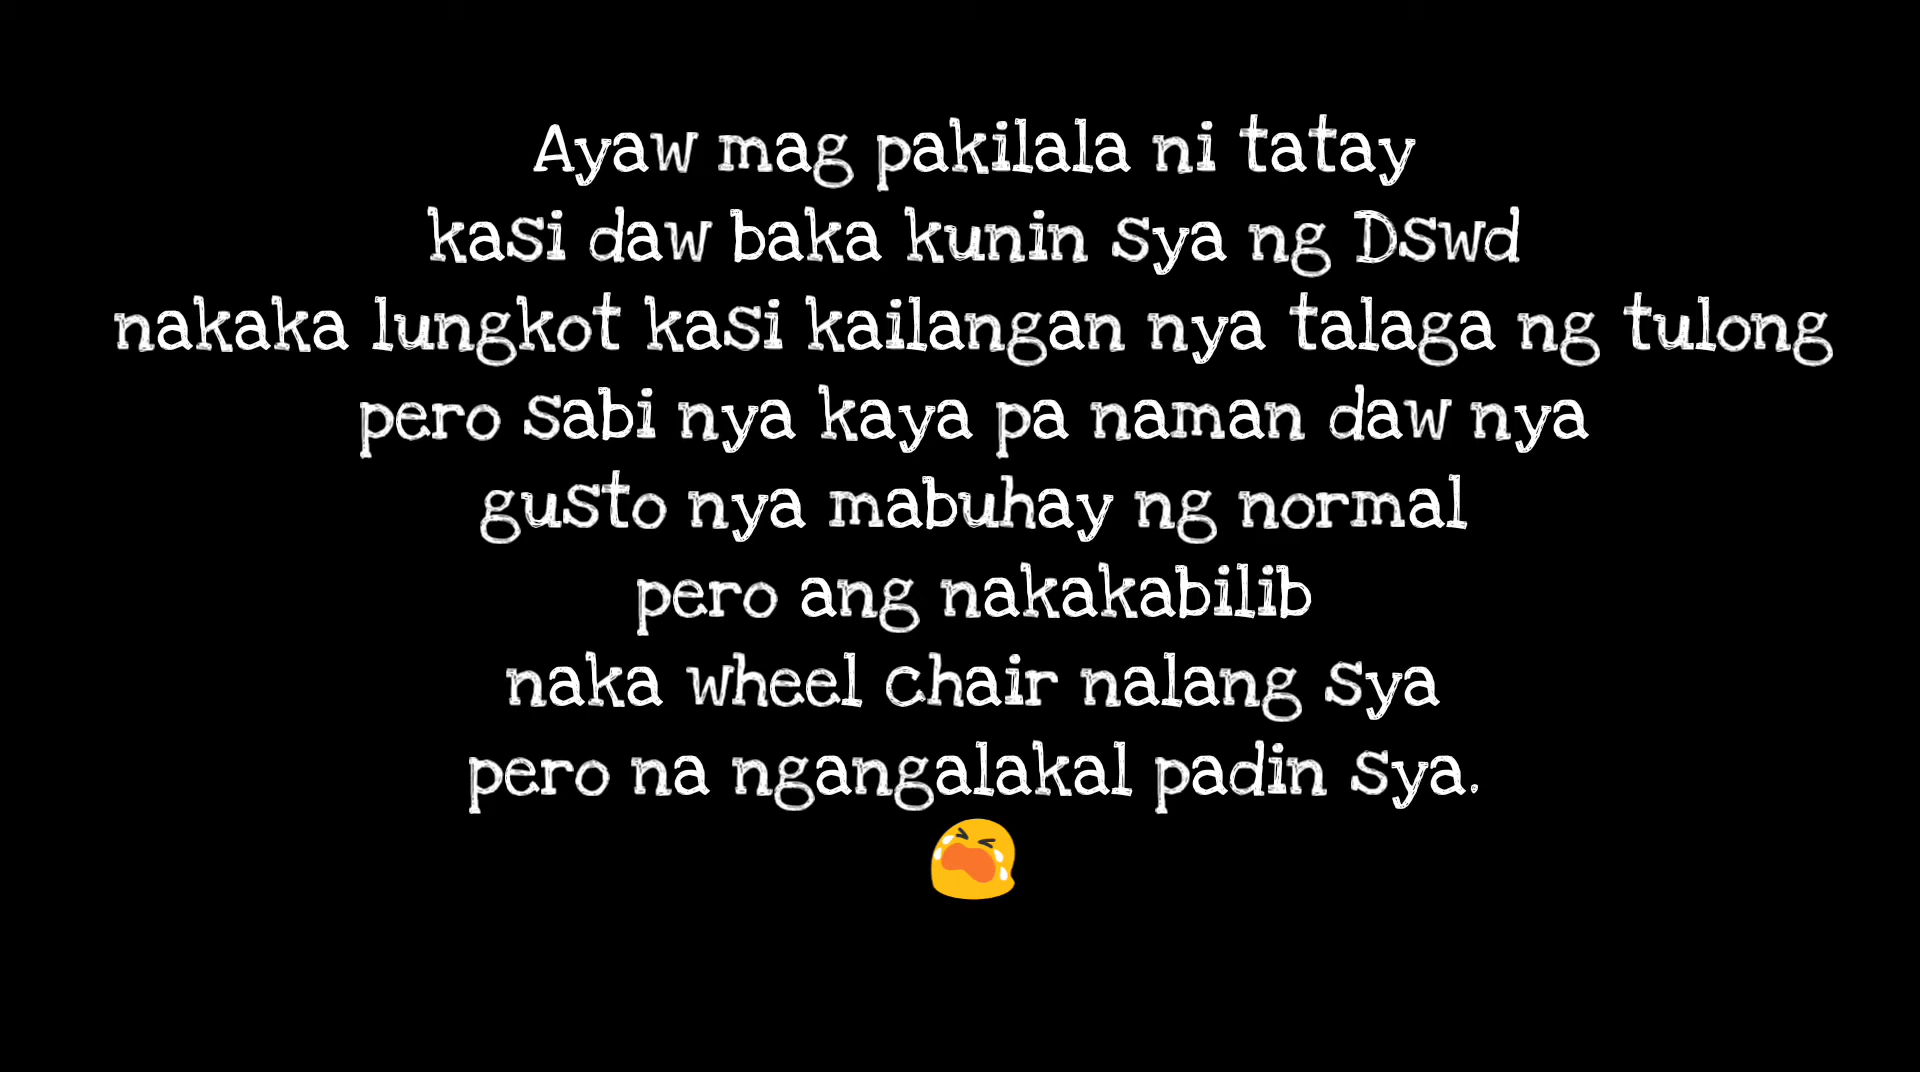 Ayaw mag pakilala ni tatay
kasi daw baka kunin sya ng Dswd
nakaka lungkot kasi kailangan nya talaga ng tulong
pero sabi nya kaya pa naman daw nya
gusto nya mabuhay ng normal
pero ang nakakabilib
naka wheel chair nalang sya
pero na ngangalakal padin sya.
😭